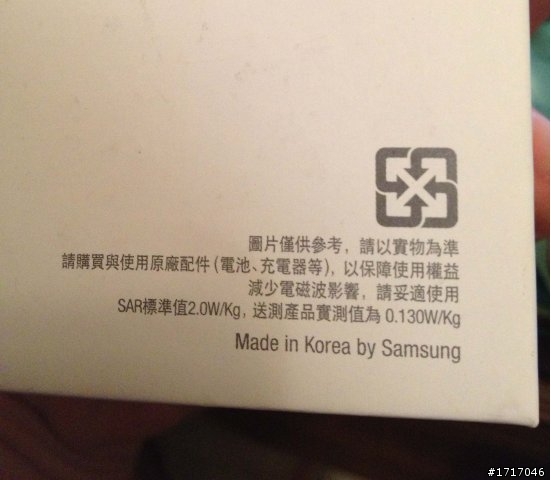 圖片僅供參考，請以實物為準
請購買與使用原廠配件(電池、充電器等)，以保障使用權益
減少電磁波影響，請妥適使用
SAR標準值2.0W/Kg，送測產品實測值為 0.130W/Kg
Made in Korea by Samsung
#1717046